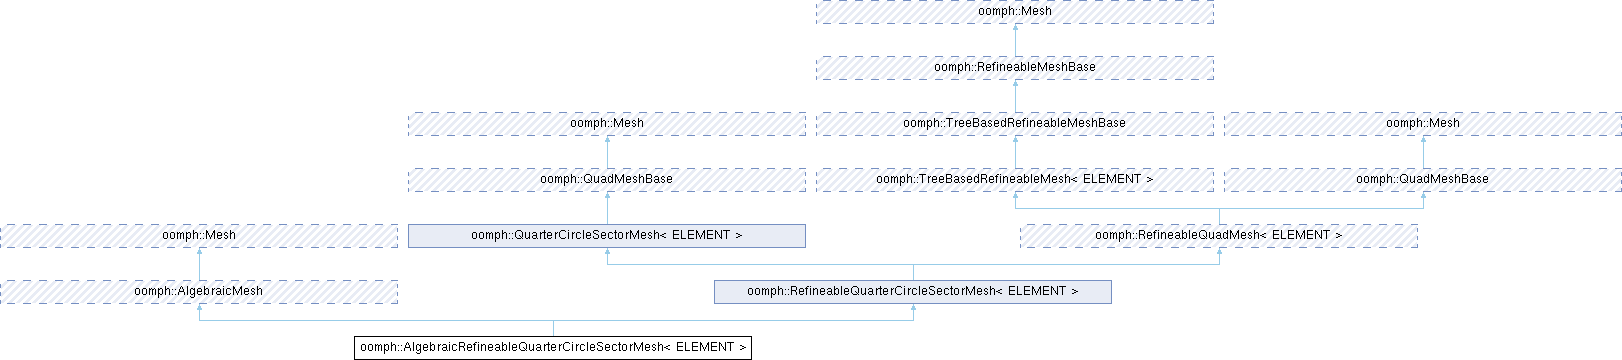 oomph::Mesh
oomph::RefineableMeshBase
oomph::Mesh
oomph::TreeBasedRefineableMeshBase
oomph::Mesh
oomph::QuadMeshBase
oomph::TreeBasedRefineableMesh< ELEMENT >
oomph::QuadMeshBase
oomph::Mesh
oomph::QuarterCircleSectorMesh< ELEMENT >
oomph::RefineableQuadMesh< ELEMENT >
oomph::AlgebraicMesh
oomph::RefineableQuarterCircleSectorMesh< ELEMENT >
oomph::AlgebraicRefineableQuarterCircleSectorMesh< ELEMENT >